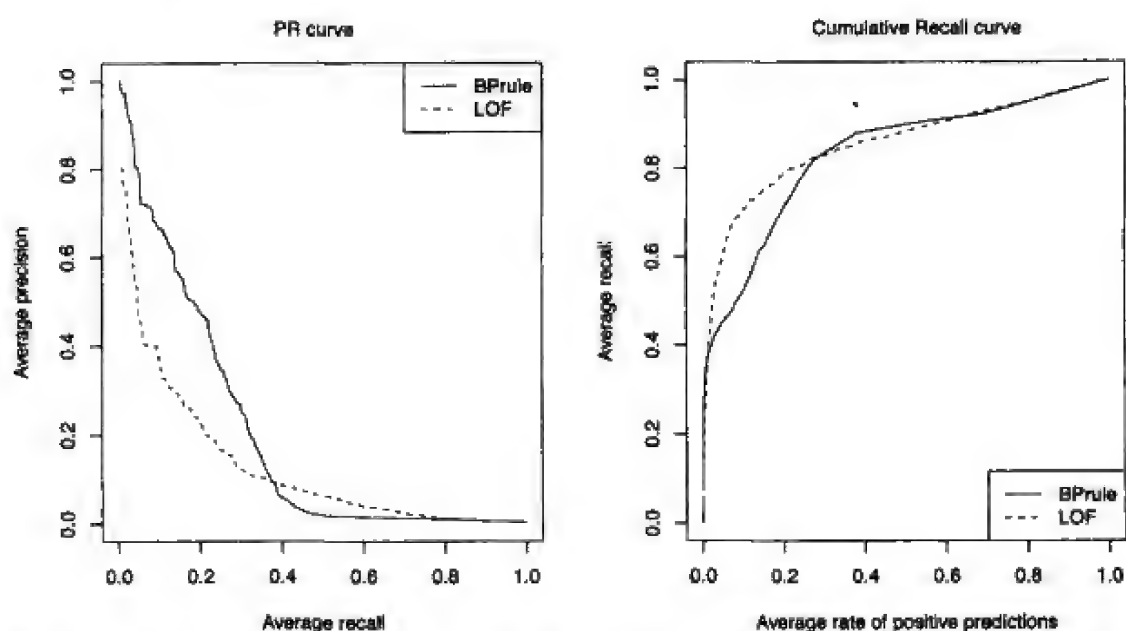 PR curve
1.0
0.8
0.6
0.4
0.2
0.0
Average precision
BPrule
LOF
0.0 0.2 0.4 0.6 0.8 1.0
Average recall
Cumulative Recall curve
1.0
0.8
0.6
0.4
0.2
0.0
Average recall
BPrule
LOF
0.0 0.2 0.4 0.6 0.8 1.0
Average rate of positive predictions